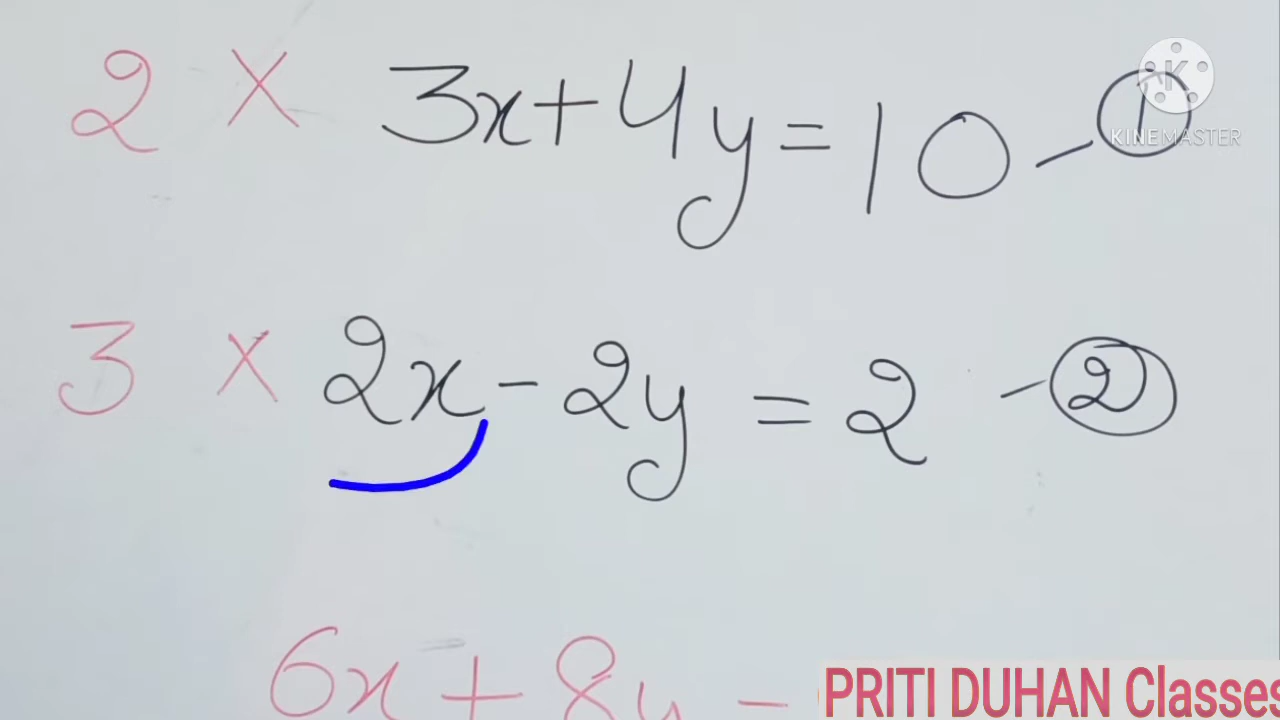 2 × 3x+4y=10 - ①
KINEMASTER
3 × 2x-2y=2 - ②
6x+8y
PRITI DUHAN Classes